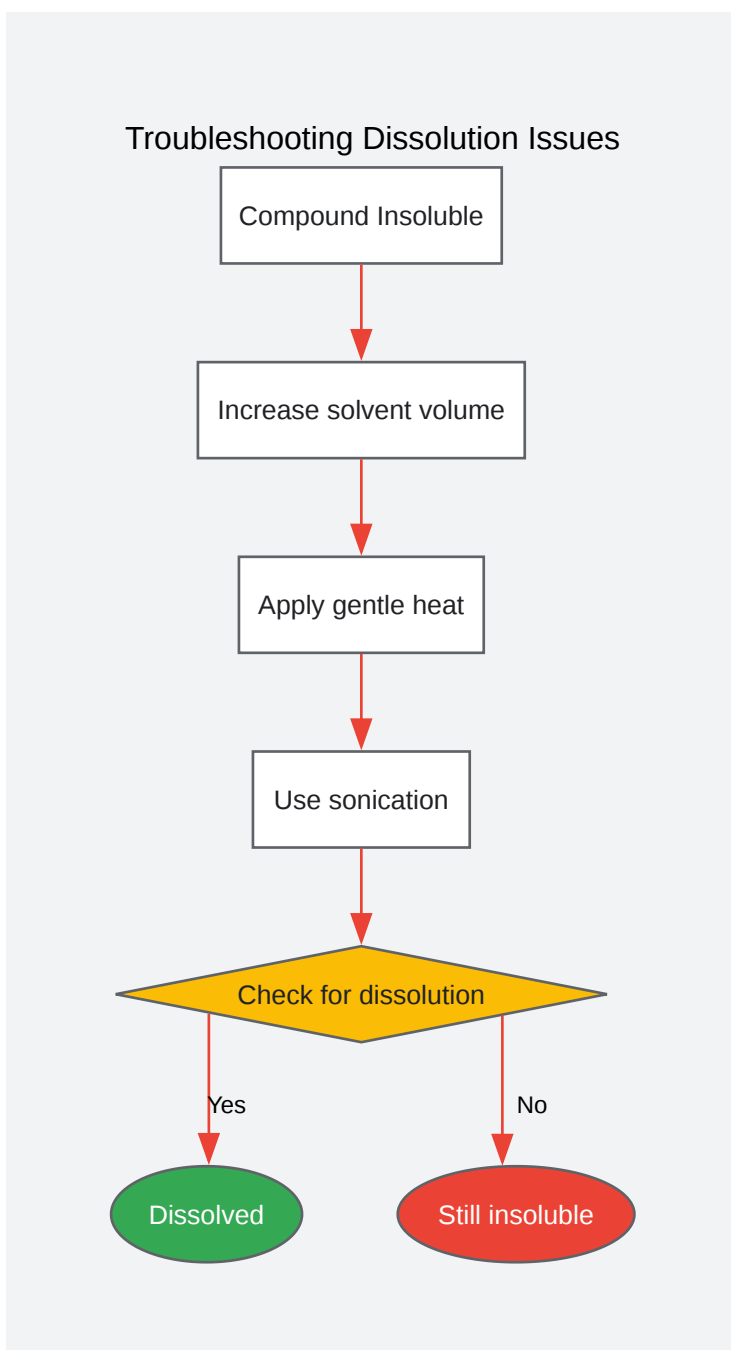 Troubleshooting Dissolution Issues
Compound Insoluble
Increase solvent volume
Apply gentle heat
Use sonication
Check for dissolution
Yes
No
Dissolved
Still insoluble